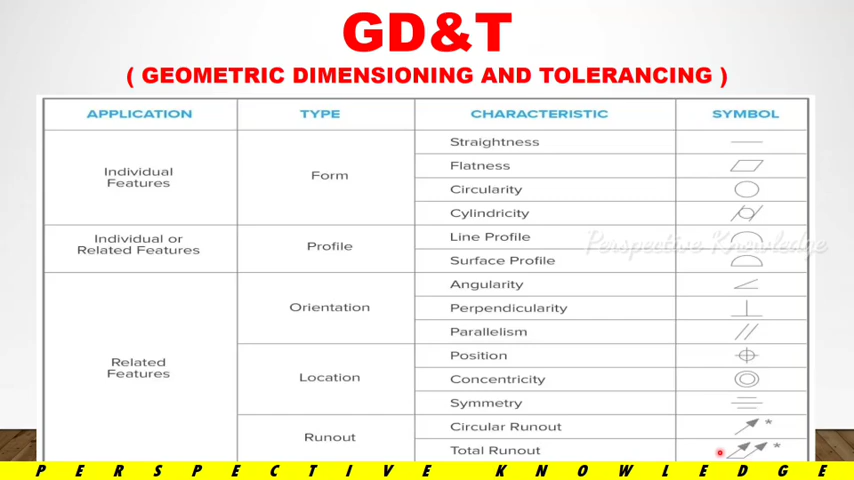 GD&T
( GEOMETRIC DIMENSIONING AND TOLERANCING )
APPLICATION TYPE CHARACTERISTIC SYMBOL
Individual
Features
Form
Straightness
Flatness
Circularity
Cylindricity
Individual or
Related Features
Profile
Line Profile
Surface Profile
Perspective Knowledge
Related
Features
Orientation
Angularity
Perpendicularity
Parallelism
Location
Position
Concentricity
Symmetry
Runout
Circular Runout *
Total Runout *
PERSPECTIVE KNOWLEDGE